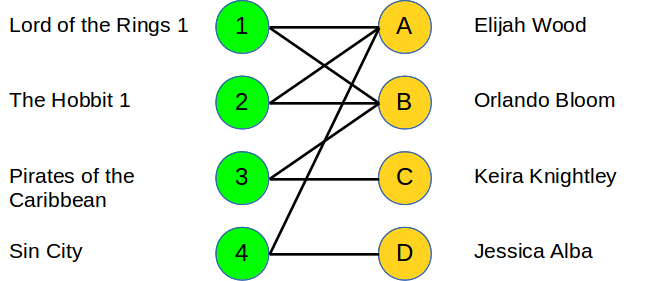 Lord of the Rings 1 1 A Elijah Wood
The Hobbit 1 2 B Orlando Bloom
Pirates of the
Caribbean 3 C Keira Knightley
Sin City 4 D Jessica Alba